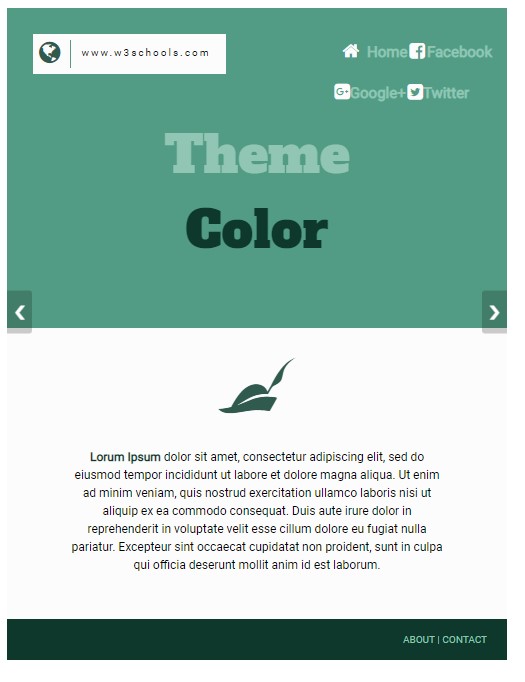 www.w3schools.com
Home Facebook
Google+ Twitter
Theme
Color
Lorem Ipsum dolor sit amet, consectetur adipiscing elit, sed do
eiusmod tempor incididunt ut labore et dolore magna aliqua. Ut enim
ad minim veniam, quis nostrud exercitation ullamco laboris nisi ut
aliquip ex ea commodo consequat. Duis aute irure dolor in
reprehenderit in voluptate velit esse cillum dolore eu fugiat nulla
pariatur. Excepteur sint occaecat cupidatat non proident, sunt in culpa
qui officia deserunt mollit anim id est laborum.
ABOUT | CONTACT